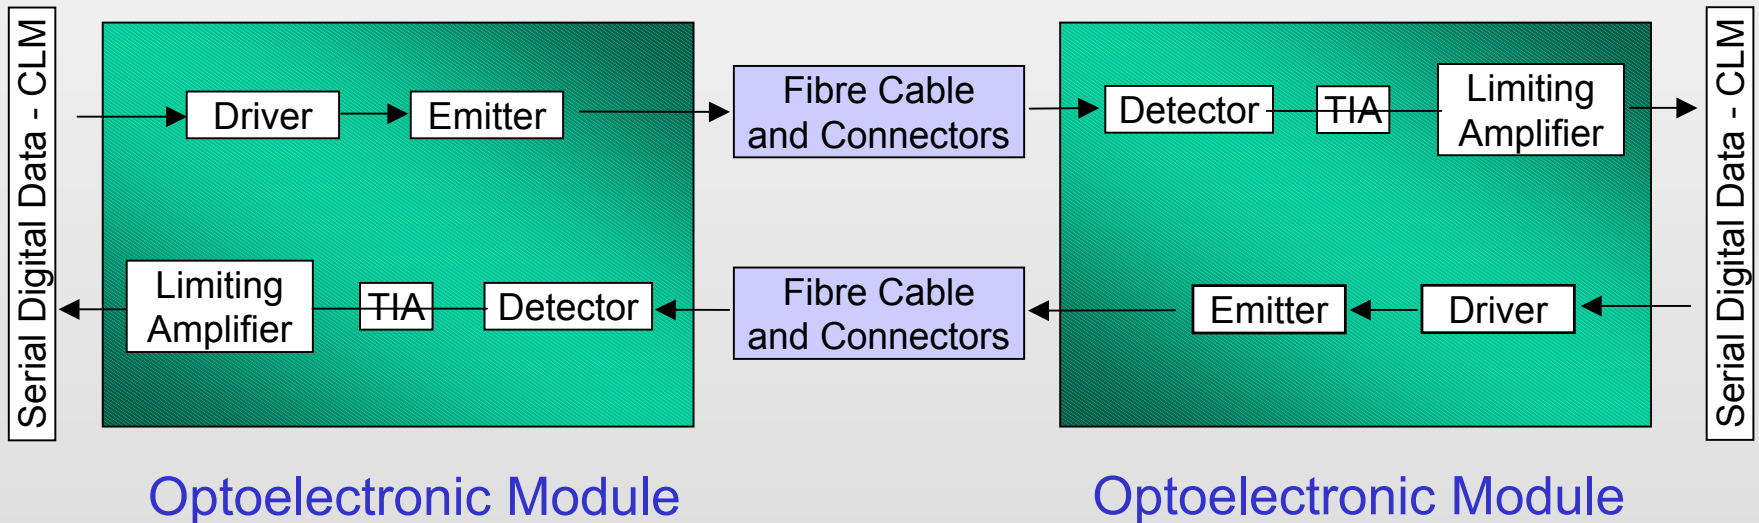 Serial Digital Data - CLM
Driver
Emitter
Fibre Cable
and Connectors
Detector
TIA
Limiting
Amplifier
Serial Digital Data - CLM
Limiting
Amplifier
TIA
Detector
Fibre Cable
and Connectors
Emitter
Driver
Optoelectronic Module
Optoelectronic Module